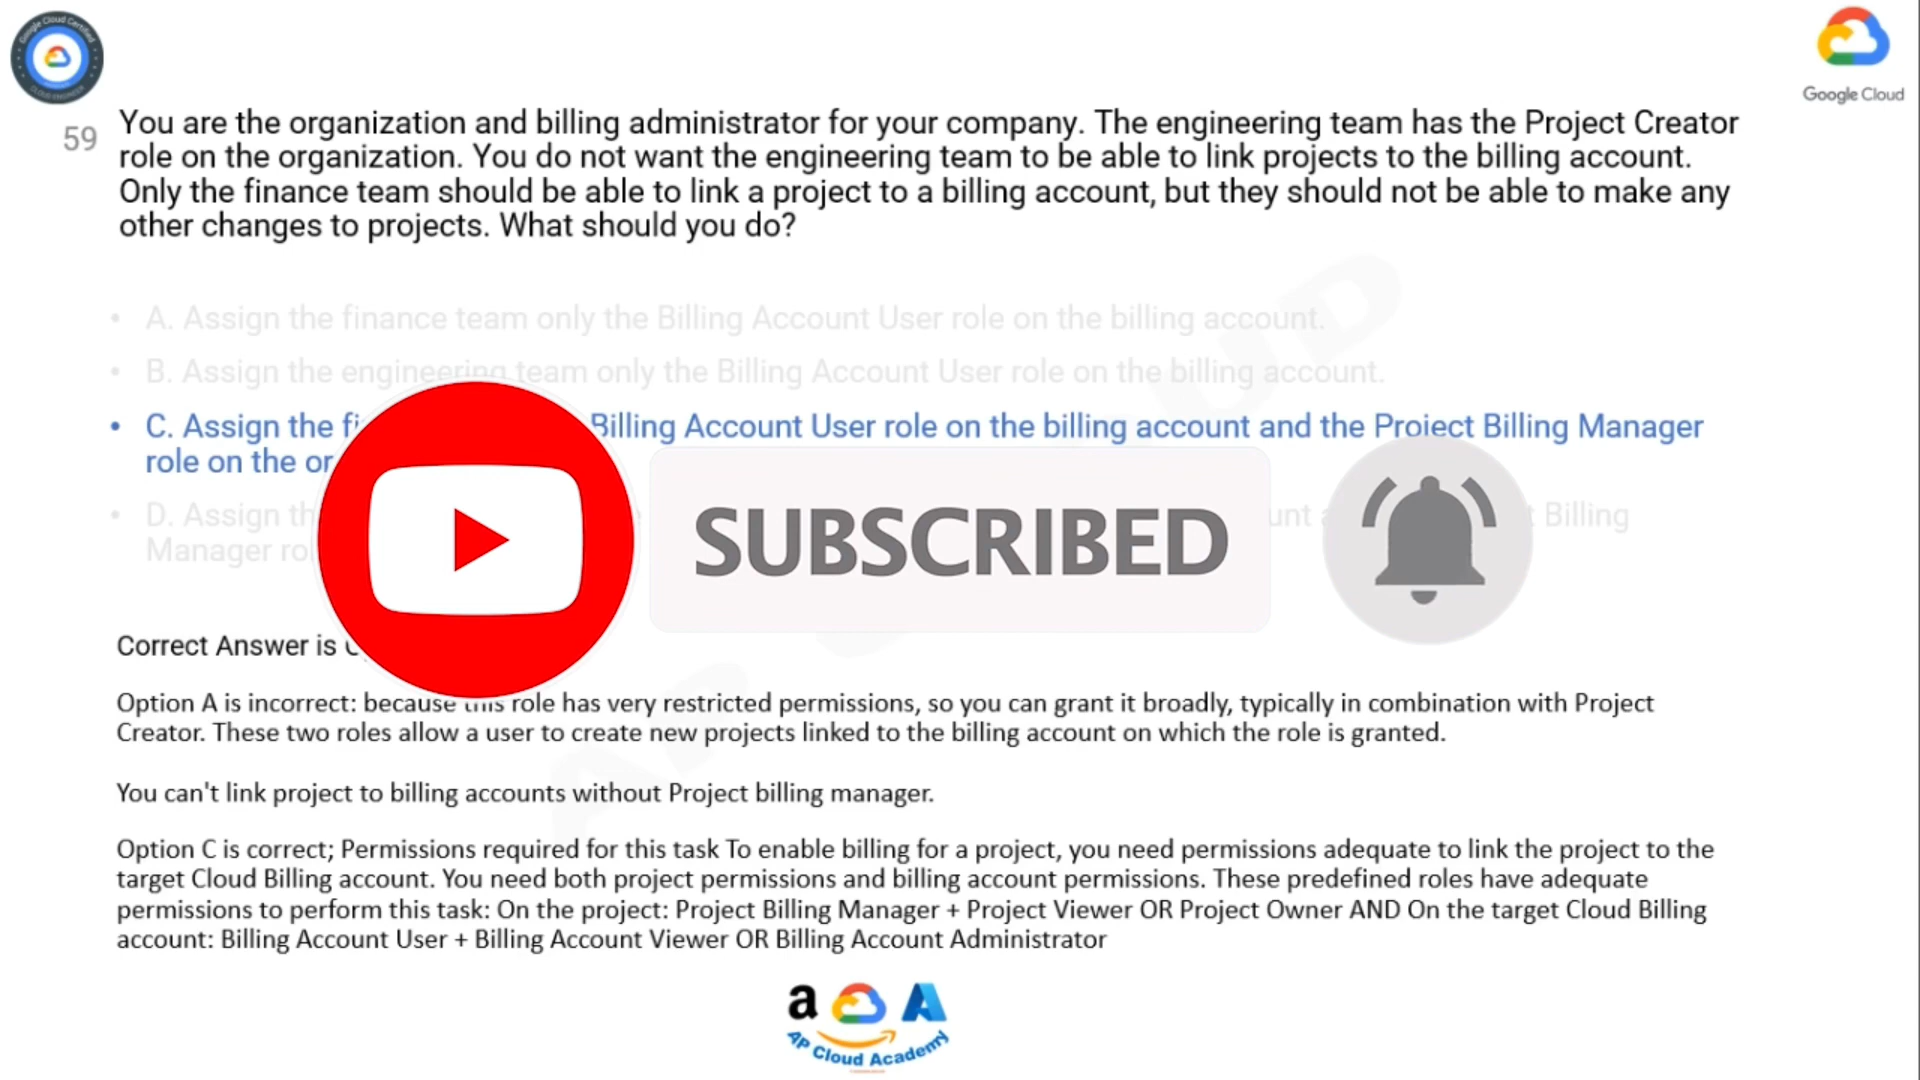 Google Cloud Certified
CLOUD ENGINEER
Google Cloud
59
You are the organization and billing administrator for your company. The engineering team has the Project Creator
role on the organization. You do not want the engineering team to be able to link projects to the billing account.
Only the finance team should be able to link a project to a billing account, but they should not be able to make any
other changes to projects. What should you do?
• A. Assign the finance team only the Billing Account User role on the billing account.
• B. Assign the engineering team only the Billing Account User role on the billing account.
• C. Assign the Billing Account User role on the billing account and the Project Billing Manager
role on the
• D. Assign Billing
Manager
SUBSCRIBED
Correct Answer is
Option A is incorrect: because this role has very restricted permissions, so you can grant it broadly, typically in combination with Project
Creator. These two roles allow a user to create new projects linked to the billing account on which the role is granted.
You can't link project to billing accounts without Project billing manager.
Option C is correct; Permissions required for this task To enable billing for a project, you need permissions adequate to link the project to the
target Cloud Billing account. You need both project permissions and billing account permissions. These predefined roles have adequate
permissions to perform this task: On the project: Project Billing Manager + Project Viewer OR Project Owner AND On the target Cloud Billing
account: Billing Account User + Billing Account Viewer OR Billing Account Administrator
a
AP Cloud Academy